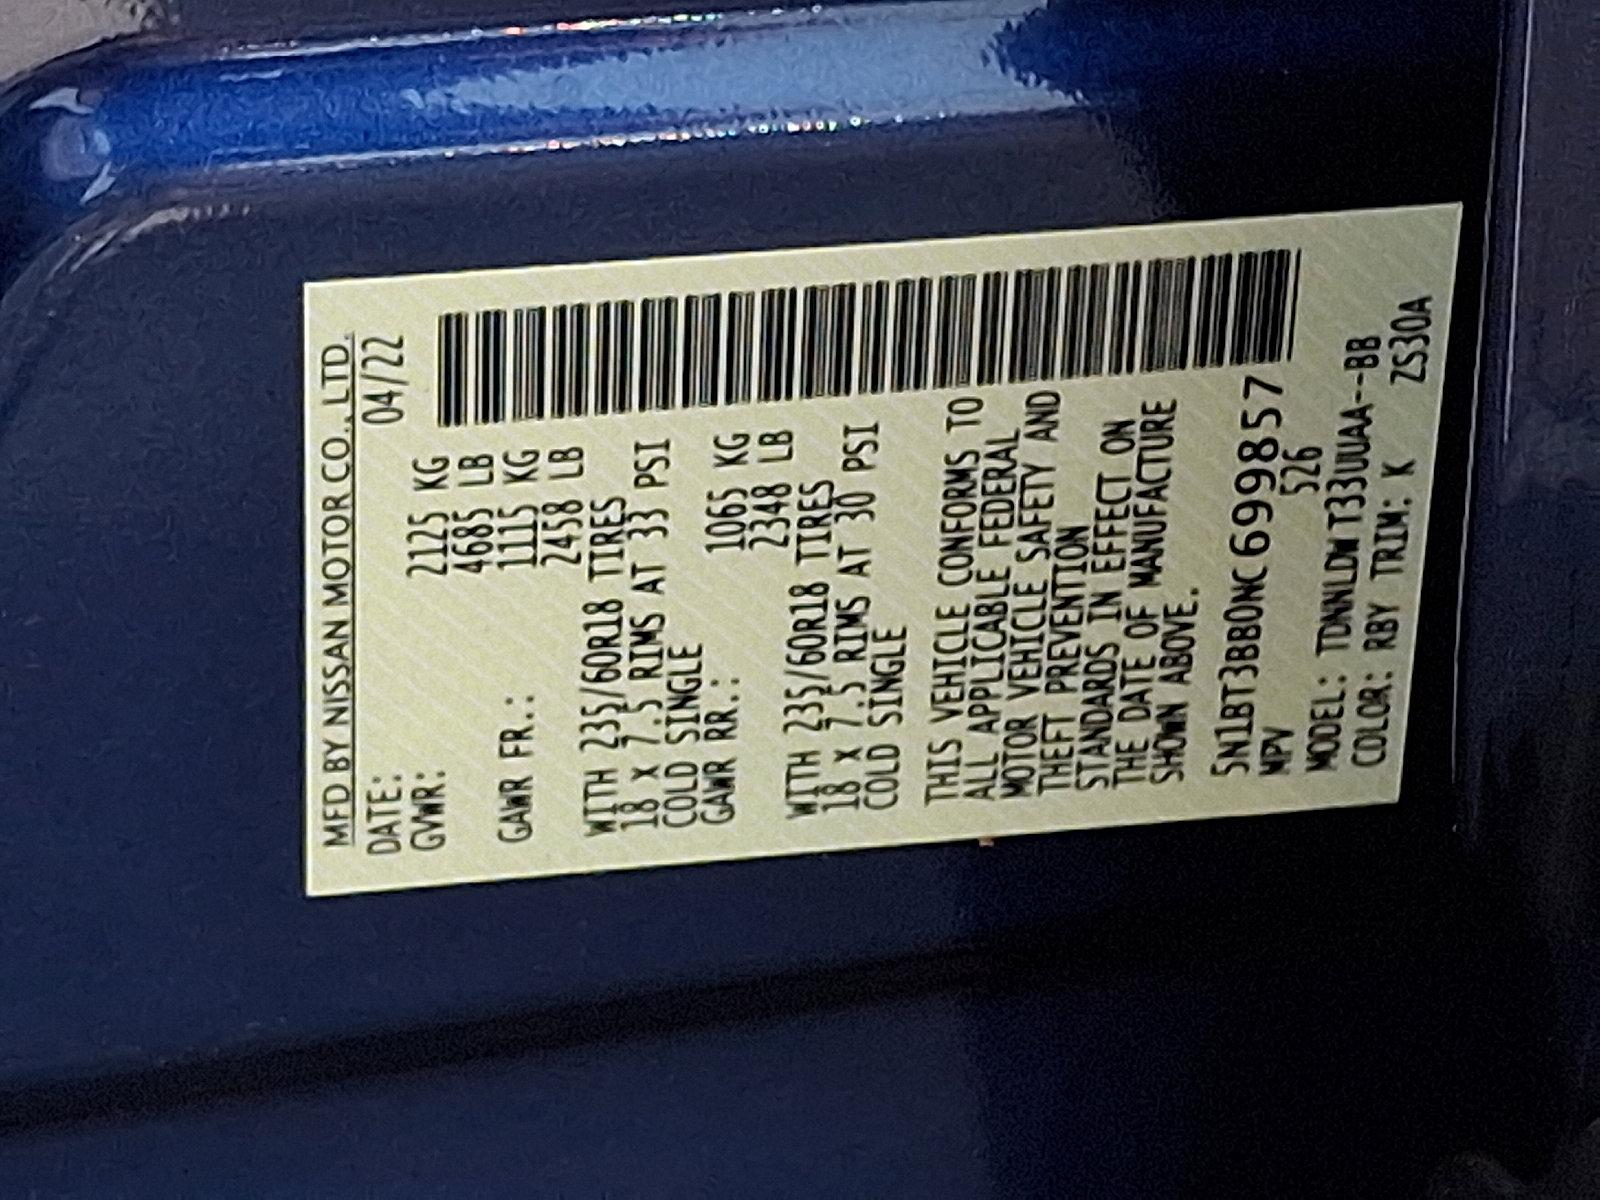 MFD BY NISSAN MOTOR CO., LTD.
DATE: 04/22
GVWR: 2125 KG
4685 LB
GAWR FR.: 1115 KG
2458 LB
WITH 235/60R18 TIRES
18 X 7.5 RIMS AT 33 PSI
COLD SINGLE
GAWR RR.: 1065 KG
2348 LB
WITH 235/60R18 TIRES
18 X 7.5 RIMS AT 30 PSI
COLD SINGLE
THIS VEHICLE CONFORMS TO
ALL APPLICABLE FEDERAL
MOTOR VEHICLE SAFETY AND
THEFT PREVENTION
STANDARDS IN EFFECT ON
THE DATE OF MANUFACTURE
SHOWN ABOVE.
5N1BT3BB0NC699857
MPV 526
MODEL: TDNNLDWT33UUAA--BB
COLOR: RBY TRIM: K
ZS30A